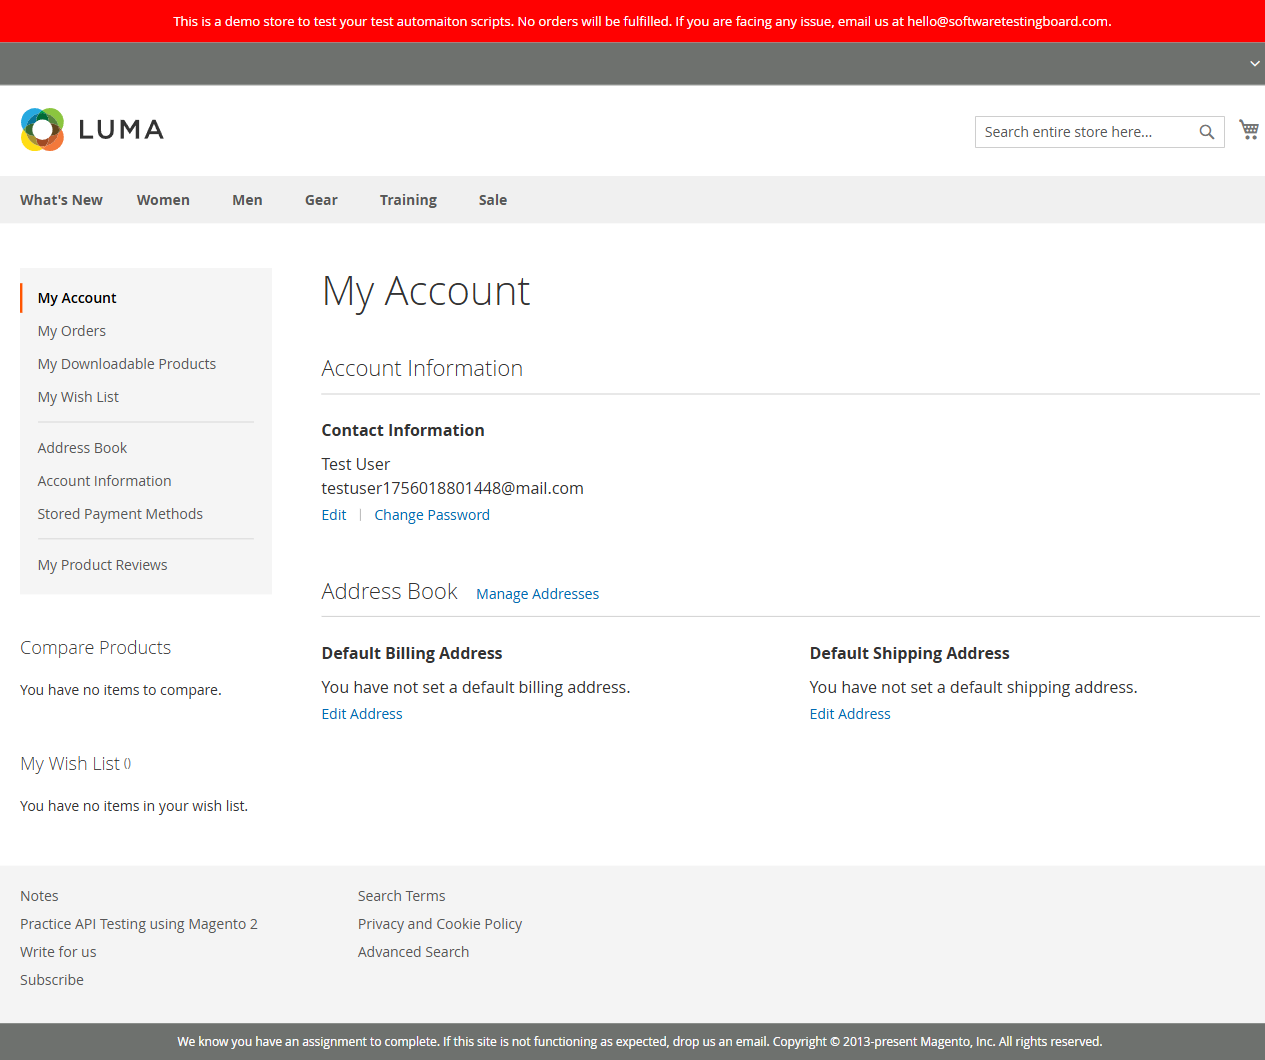 This is a demo store to test your test automaiton scripts. No orders will be fulfilled. If you are facing any issue, email us at hello@softwaretestingboard.com.
LUMA
Search entire store here...
What's New Women Men Gear Training Sale
My Account
My Orders
My Downloadable Products
My Wish List
Address Book
Account Information
Stored Payment Methods
My Product Reviews
Compare Products
You have no items to compare.
My Wish List ()
You have no items in your wish list.
My Account
Account Information
Contact Information
Test User
testuser1756018801448@mail.com
Edit | Change Password
Address Book Manage Addresses
Default Billing Address
You have not set a default billing address.
Edit Address
Default Shipping Address
You have not set a default shipping address.
Edit Address
Notes
Practice API Testing using Magento 2
Write for us
Subscribe
Search Terms
Privacy and Cookie Policy
Advanced Search
We know you have an assignment to complete. If this site is not functioning as expected, drop us an email. Copyright © 2013-present Magento, Inc. All rights reserved.